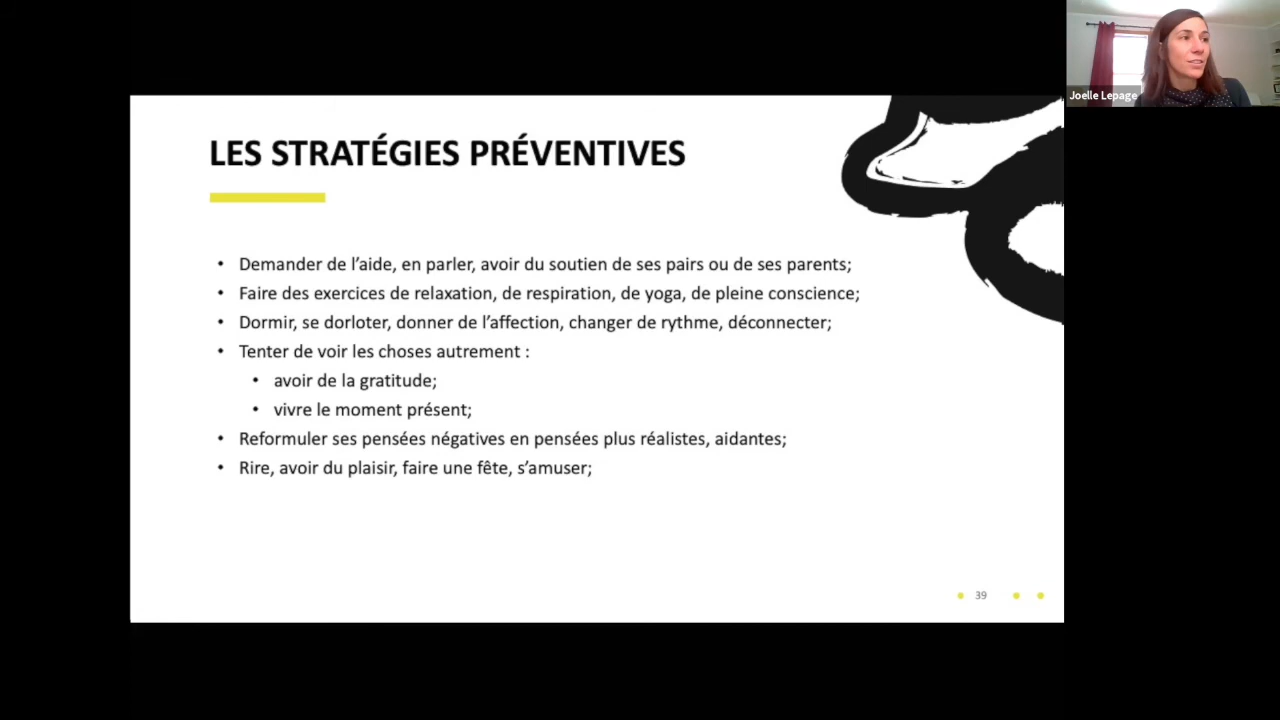 Joelle Lepage
LES STRATÉGIES PRÉVENTIVES
• Demander de l’aide, en parler, avoir du soutien de ses pairs ou de ses parents;
• Faire des exercices de relaxation, de respiration, de yoga, de pleine conscience;
• Dormir, se dorloter, donner de l’affection, changer de rythme, déconnecter;
• Tenter de voir les choses autrement :
• avoir de la gratitude;
• vivre le moment présent;
• Reformuler ses pensées négatives en pensées plus réalistes, aidantes;
• Rire, avoir du plaisir, faire une fête, s’amuser;
39